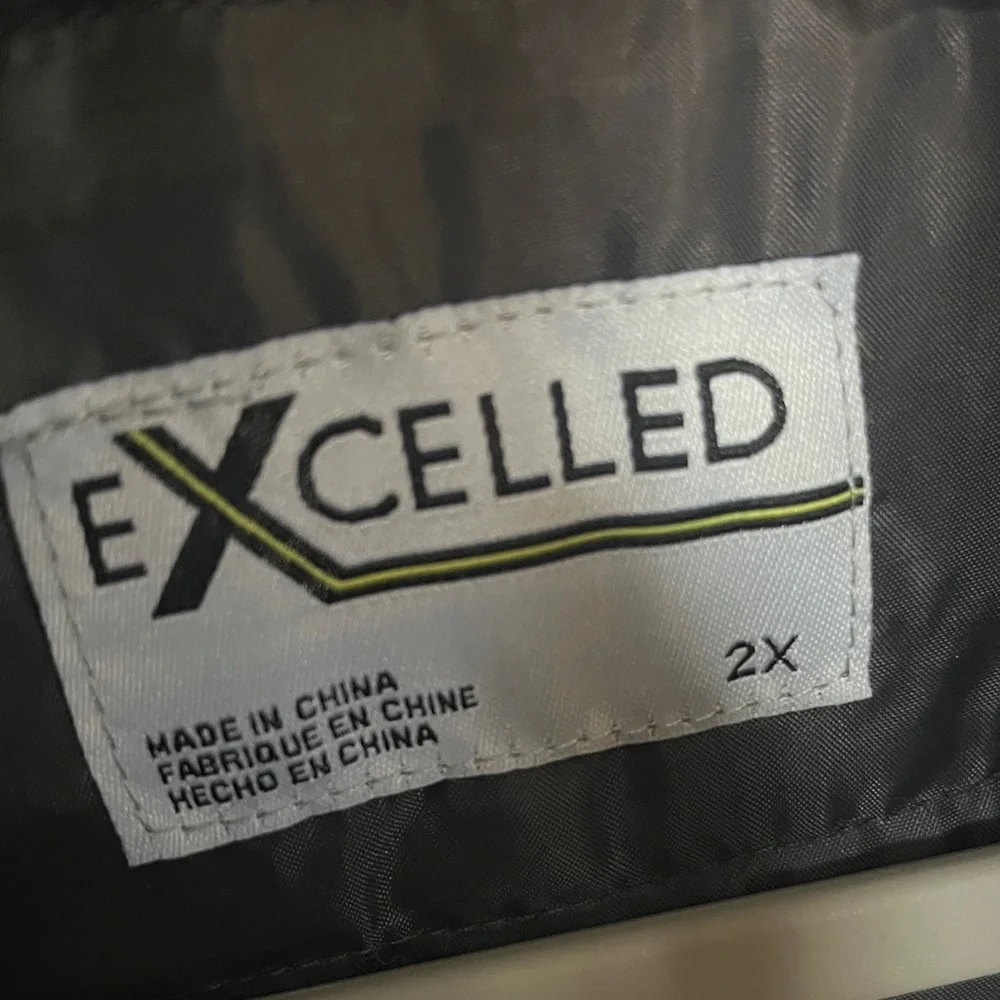 EXCELLED
2X
MADE IN CHINA
FABRIQUE EN CHINE
HECHO EN CHINA